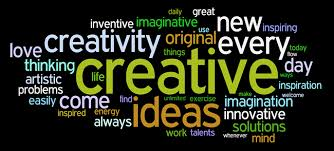 daily great
inventive imaginative new
use
creativity original inspiring
love things every today
thinking flow
creative day
artistic life ways
problems inspiration
easily come find unlimited exercise make welcome
ideas imagination
inspired energy innovative
always solutions
work talents
whenever mind